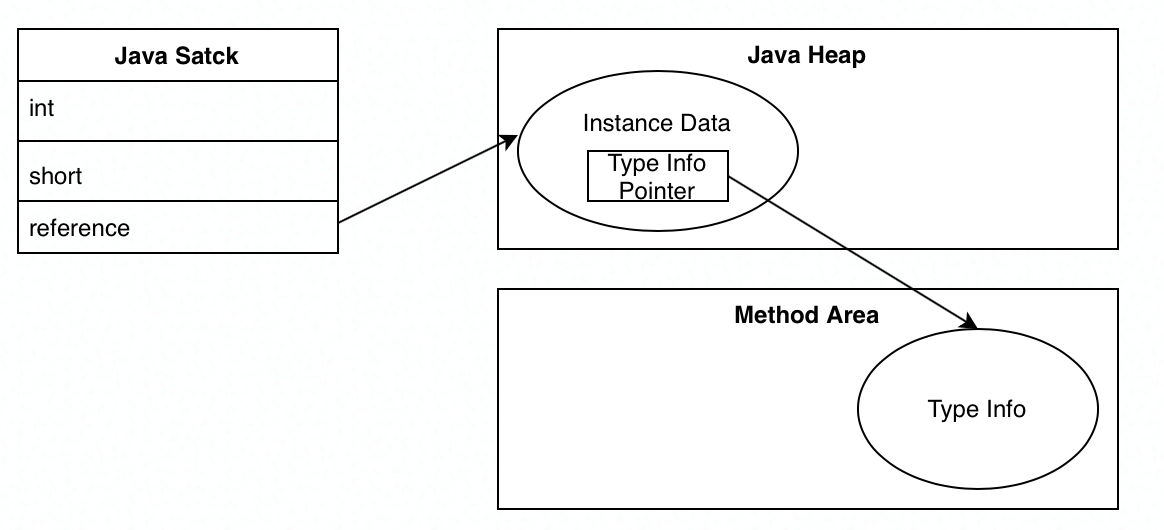 Java Satck
int
short
reference
Java Heap
Instance Data
Type Info
Pointer
Method Area
Type Info